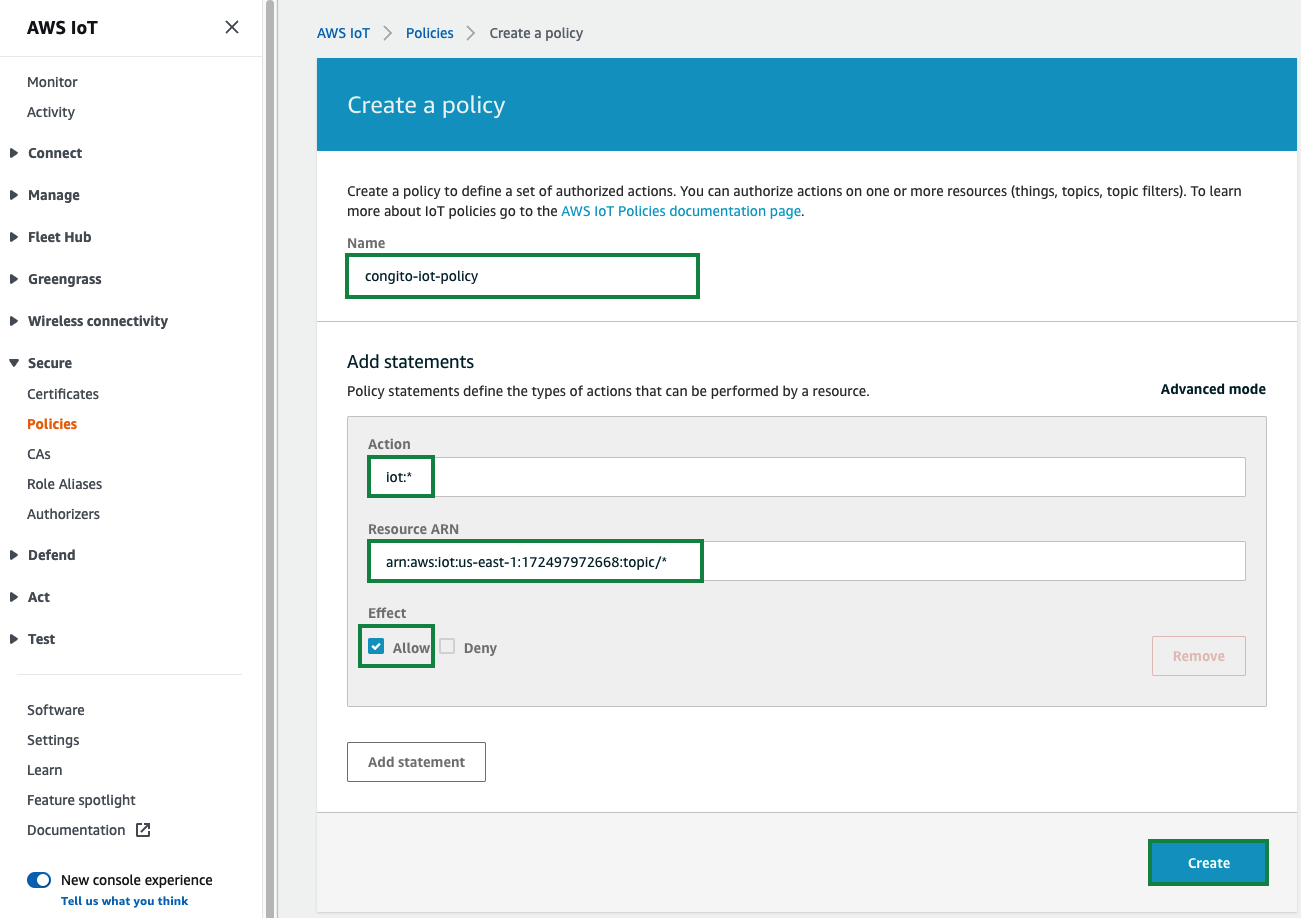 AWS IoT
Monitor
Activity
Connect
Manage
Fleet Hub
Greengrass
Wireless connectivity
Secure
Certificates
Policies
CAs
Role Aliases
Authorizers
Defend
Act
Test
Software
Settings
Learn
Feature spotlight
Documentation
New console experience
Tell us what you think
AWS IoT > Policies > Create a policy
Create a policy
Create a policy to define a set of authorized actions. You can authorize actions on one or more resources (things, topics, topic filters). To learn
more about IoT policies go to the AWS IoT Policies documentation page.
Name
congito-iot-policy
Add statements
Policy statements define the types of actions that can be performed by a resource.
Advanced mode
Action
iot:*
Resource ARN
arn:aws:iot:us-east-1:172497972668:topic/*
Effect
Allow Deny
Remove
Add statement
Create